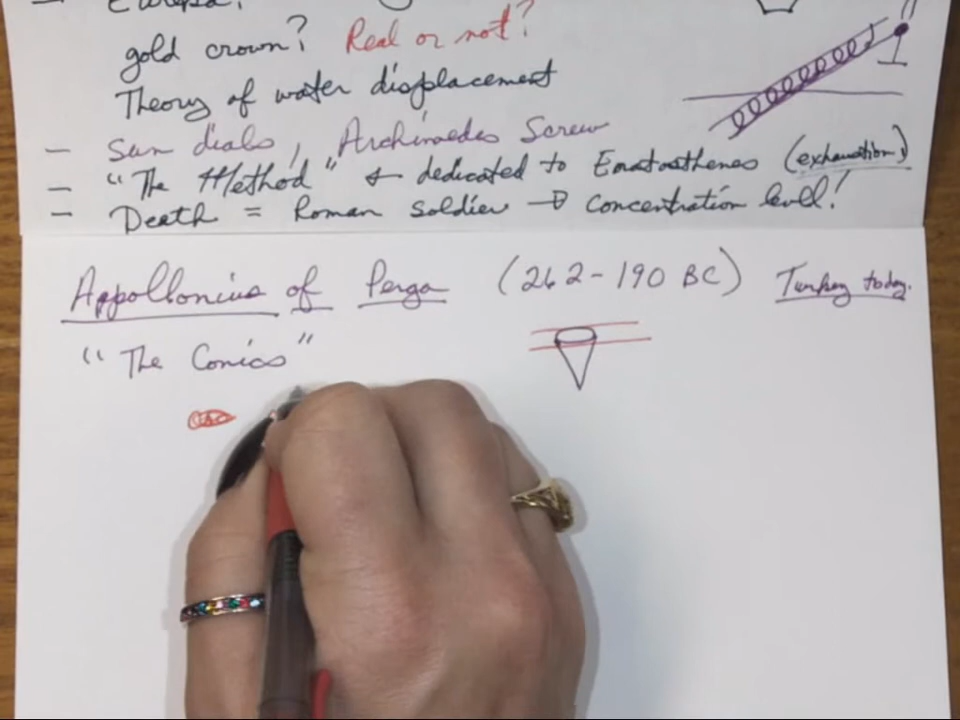 — Eureka!
gold crown? Real or not?
Theory of water displacement
— Sun dials, Archimedes Screw
— "The Method" ← dedicated to Eratosthenes (exhaustion)
— Death = Roman soldier → concentration level!
Appollonius of Perga (262-190 BC) Turkey today.
"The Conics"